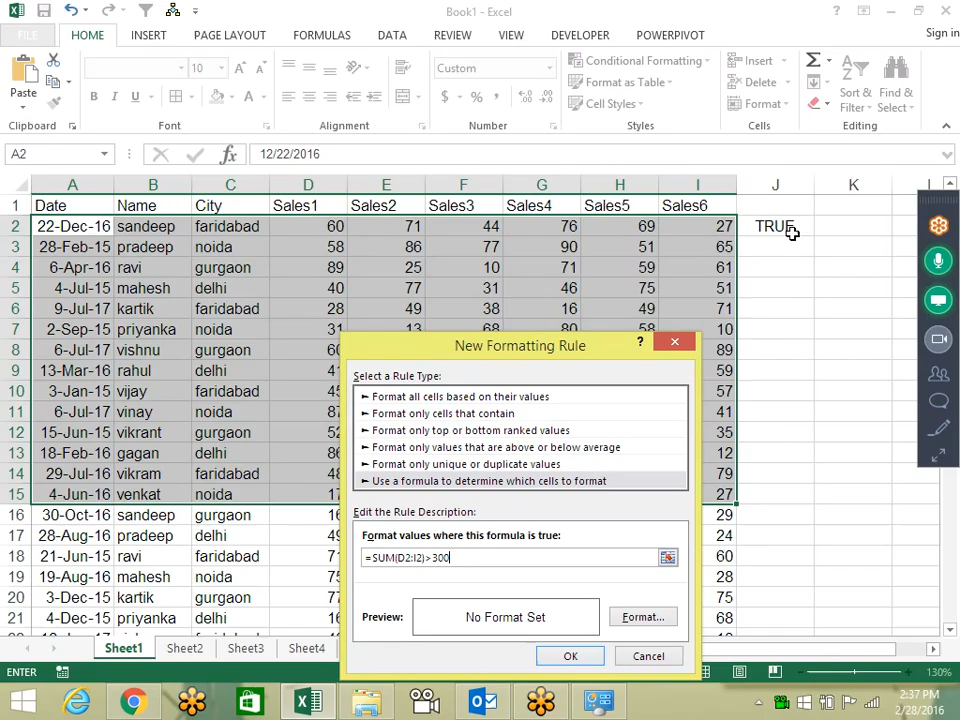 Book1 - Excel
Sign in
FILE HOME INSERT PAGE LAYOUT FORMULAS DATA REVIEW VIEW DEVELOPER POWERPIVOT
Paste
10
B I U
Custom
$ %
Conditional Formatting
Format as Table
Cell Styles
Insert
Delete
Format
Sort & Filter
Find & Select
Clipboard Font Alignment Number Styles Cells Editing
A2 fx 12/22/2016
A B C D E F G H I J K
1 Date Name City Sales1 Sales2 Sales3 Sales4 Sales5 Sales6
2 22-Dec-16 sandeep faridabad 60 71 44 76 69 27 TRUE
3 28-Feb-15 pradeep noida 58 86 77 90 51 65
4 6-Apr-16 ravi gurgaon 89 25 10 71 59 61
5 4-Jul-15 mahesh delhi 40 77 31 46 75 51
6 9-Jul-17 kartik faridabad 28 49 38 16 49 71
7 2-Sep-15 priyanka noida 31 13 68 80 58 10
8 6-Jul-17 vishnu gurgaon 89
9 13-Mar-16 rahul delhi 61
10 3-Jan-15 vijay faridabad 57
11 6-Jul-17 vinay noida 41
12 15-Jun-15 vikrant gurgaon 35
13 18-Feb-16 gagan delhi 12
14 29-Jul-16 vikram faridabad 79
15 4-Jun-16 venkat noida 27
16 30-Oct-16 sandeep gurgaon 29
17 28-Aug-16 pradeep delhi 24
18 21-Jun-15 ravi faridabad 60
19 19-Aug-16 mahesh delhi 28
20 3-Dec-15 kartik gurgaon 75
21 4-Dec-15 priyanka delhi 68
New Formatting Rule
?
Select a Rule Type:
► Format all cells based on their values
► Format only cells that contain
► Format only top or bottom ranked values
► Format only values that are above or below average
► Format only unique or duplicate values
► Use a formula to determine which cells to format
Edit the Rule Description:
Format values where this formula is true:
=SUM(D2:I2)>300
Preview: No Format Set Format...
OK Cancel
Sheet1 Sheet2 Sheet3 Sheet4
ENTER
130%
2:37 PM
2/28/2016